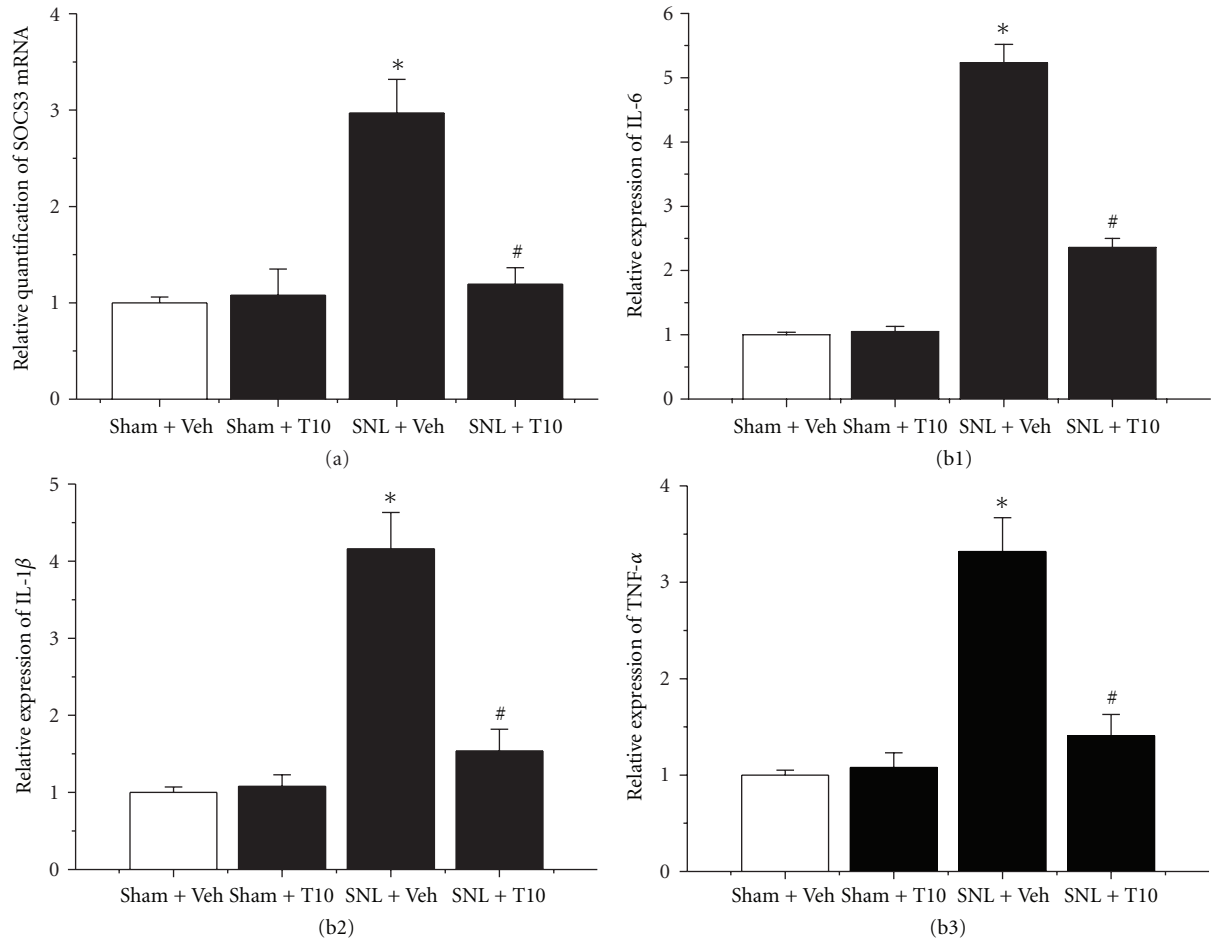 Relative quantification of SOCS3 mRNA
4
3
2
1
0
*
#
Sham + Veh Sham + T10 SNL + Veh SNL + T10
(a)
Relative expression of IL-6
6
5
4
3
2
1
0
*
#
Sham + Veh Sham + T10 SNL + Veh SNL + T10
(b1)
Relative expression of IL-1β
5
4
3
2
1
0
*
#
Sham + Veh Sham + T10 SNL + Veh SNL + T10
(b2)
Relative expression of TNF-α
4
3
2
1
0
*
#
Sham + Veh Sham + T10 SNL + Veh SNL + T10
(b3)